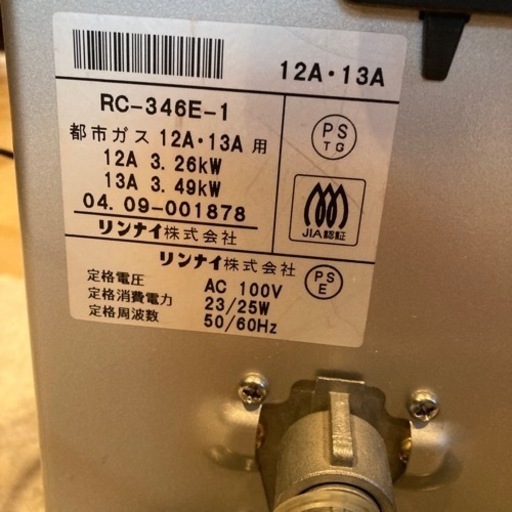 12A・13A
RC-346E-1
都市ガス 12A・13A 用
12A 3.26kW
13A 3.49kW
04. 09-001878
リンナイ株式会社
PS
TG
JIA認証
リンナイ株式会社
定格電圧 AC 100V
定格消費電力 23/25W
定格周波数 50/60Hz
PS
E